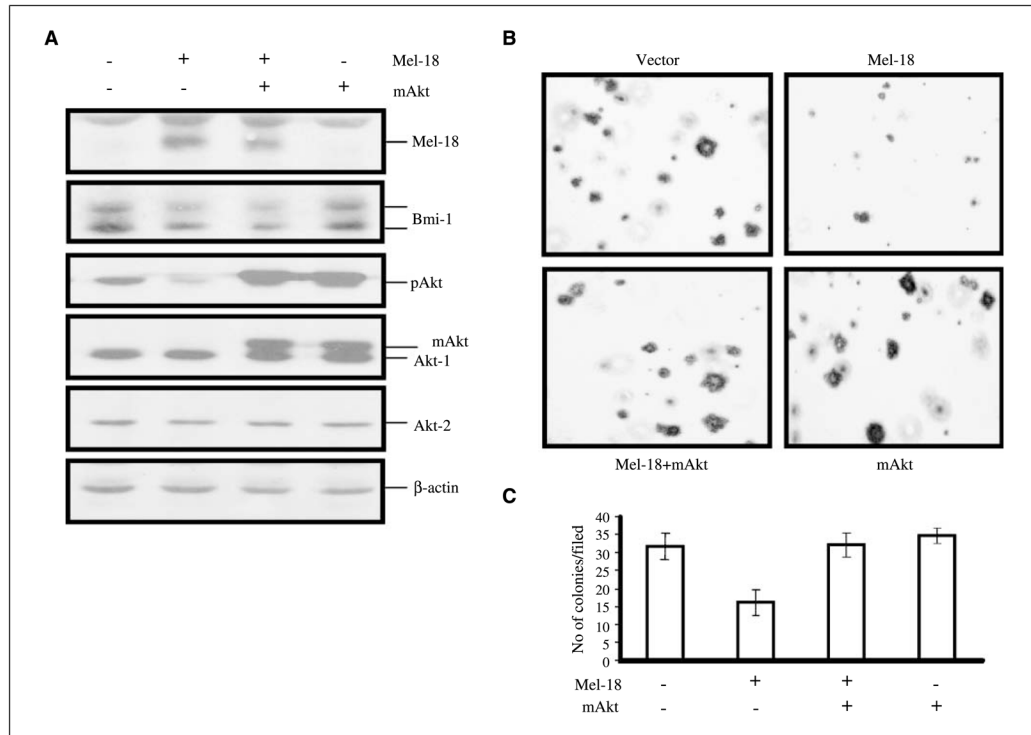 A
- + + - Mel-18
- - + + mAkt
Mel-18
Bmi-1
pAkt
mAkt
Akt-1
Akt-2
β-actin
B
Vector Mel-18
Mel-18+mAkt mAkt
C
No of colonies/filed
40
35
30
25
20
15
10
5
0
Mel-18 - + + -
mAkt - - + +